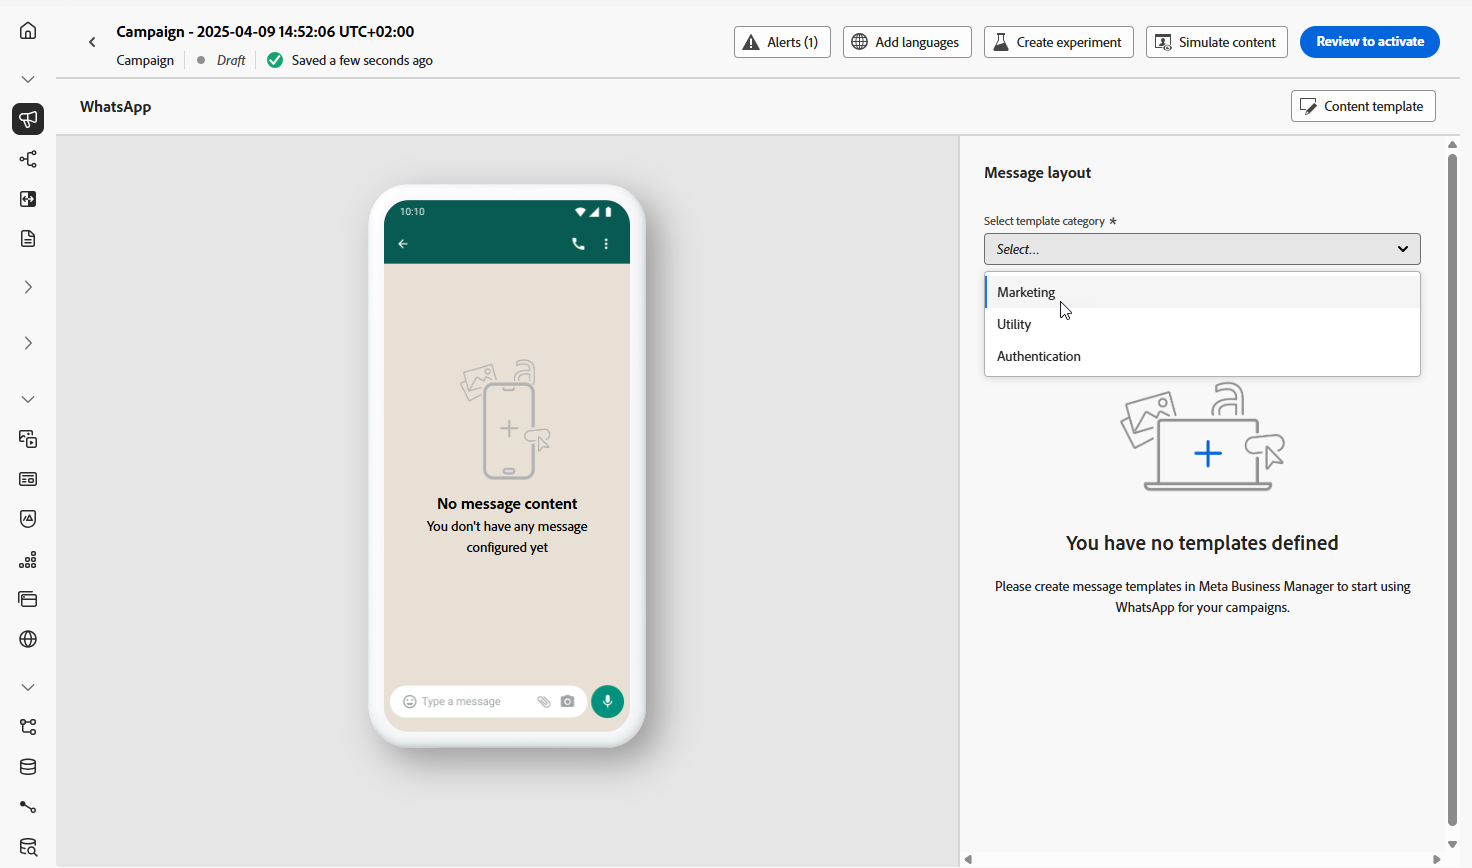 Campaign - 2025-04-09 14:52:06 UTC+02:00
Campaign
Draft
Saved a few seconds ago
Alerts (1)
Add languages
Create experiment
Simulate content
Review to activate
WhatsApp
Content template
10:10
No message content
You don't have any message
configured yet
Type a message
Message layout
Select template category *
Select...
Marketing
Utility
Authentication
You have no templates defined
Please create message templates in Meta Business Manager to start using
WhatsApp for your campaigns.